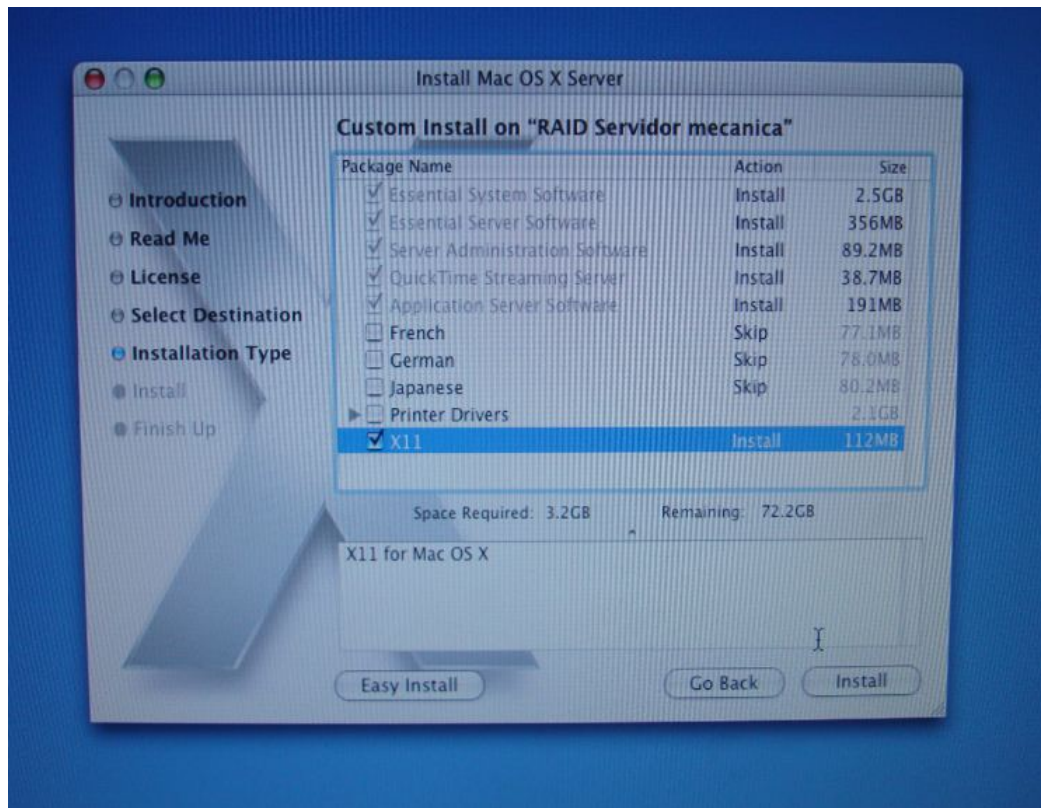 Install Mac OS X Server
Custom Install on "RAID Servidor mecanica"
Introduction
Read Me
License
Select Destination
Installation Type
Install
Finish Up
Package Name Action Size
Essential System Software Install 2.5GB
Essential Server Software Install 356MB
Server Administration Software Install 89.2MB
QuickTime Streaming Server Install 38.7MB
Application Server Software Install 191MB
French Skip 77.1MB
German Skip 78.0MB
Japanese Skip 80.2MB
Printer Drivers 2.1GB
X11 Install 112MB
Space Required: 3.2GB Remaining: 72.2GB
X11 for Mac OS X
Easy Install Go Back Install